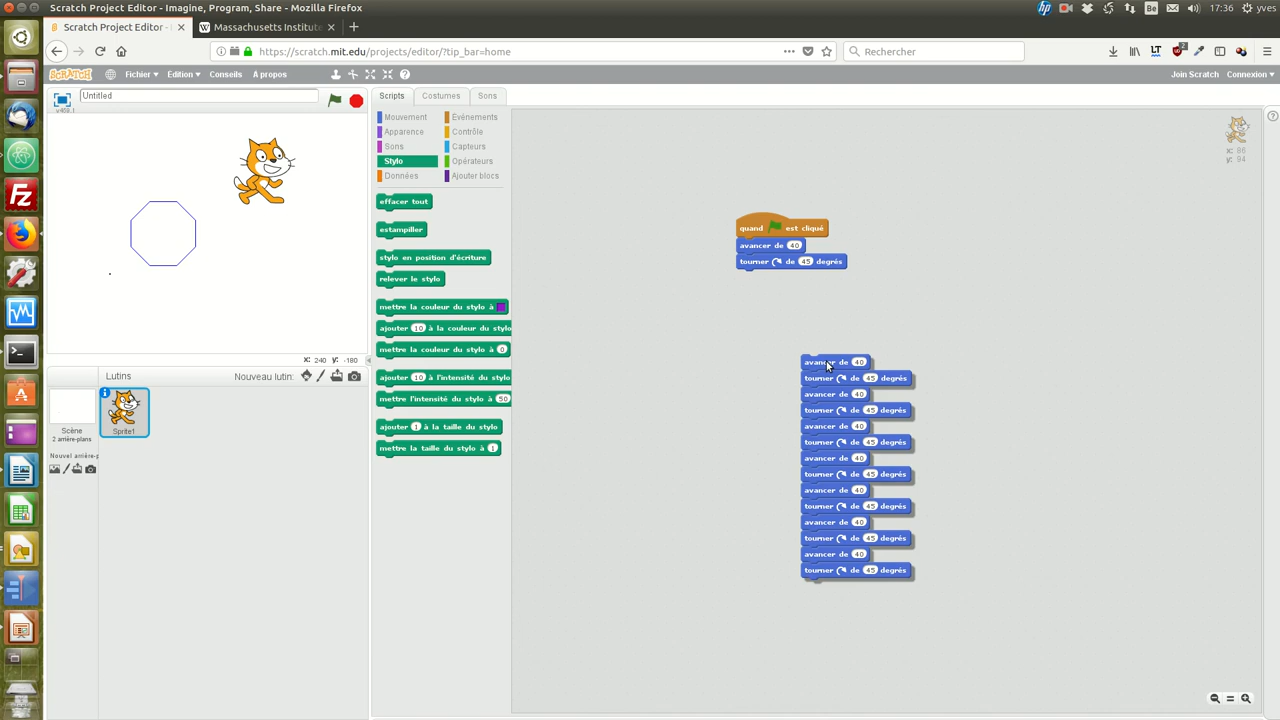 Scratch Project Editor - Imagine, Program, Share - Mozilla Firefox
Be 17:36 yves
Scratch Project Editor - I × Massachusetts Institute × +
https://scratch.mit.edu/projects/editor/?tip_bar=home Rechercher
SCRATCH Fichier Edition Conseils A propos Join Scratch Connexion
Untitled
Scripts Costumes Sons
Mouvement Événements
Apparence Contrôle
Sons Capteurs
Stylo Opérateurs
Données Ajouter blocs
x: 86
y: 94
effacer tout
estampiller
stylo en position d'écriture
relever le stylo
mettre la couleur du stylo à
ajouter 10 à la couleur du stylo
mettre la couleur du stylo à 0
ajouter 10 à l'intensité du stylo
mettre l'intensité du stylo à 50
ajouter 1 à la taille du stylo
mettre la taille du stylo à 1
quand est cliqué
avancer de 40
tourner de 45 degrés
avancer de 40
tourner de 45 degrés
avancer de 40
tourner de 45 degrés
avancer de 40
tourner de 45 degrés
avancer de 40
tourner de 45 degrés
avancer de 40
tourner de 45 degrés
avancer de 40
tourner de 45 degrés
avancer de 40
tourner de 45 degrés
x: 240 y: -180
Lutins Nouveau lutin:
Scène
2 arrière-plans
Sprite1
Nouvel arrière-p